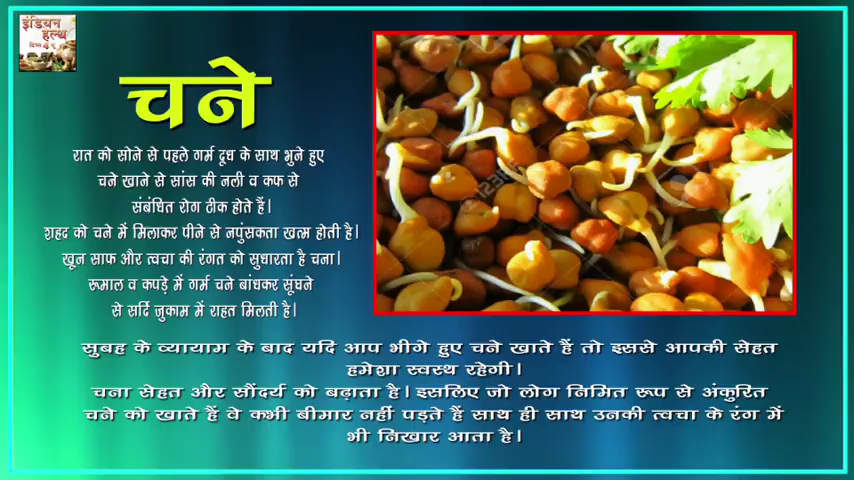 इंडियन
हेल्थ
चने
रात को सोने से पहले गर्म दूध के साथ भुने हुए
चने खाने से सांस की नली व कफ से
संबंधित रोग ठीक होते हैं।
शहद को चने में मिलाकर पीने से नपुंसकता खत्म होती है।
खून साफ और त्वचा की रंगत को सुधारता है चना।
रूमाल व कपड़े में गर्म चने बांधकर सूंघने
से सर्दि जुकाम में राहत मिलती है।
सुबह के व्यायाम के बाद यदि आप भीगे हुए चने खाते हैं तो इससे आपकी सेहत
हमेशा स्वस्थ रहेगी।
चना सेहत और सौंदर्य को बढ़ाता है। इसलिए जो लोग निमित रूप से अंकुरित
चने को खाते हैं वे कभी बीमार नहीं पड़ते हैं साथ ही साथ उनकी त्वचा के रंग में
भी निखार आता है।